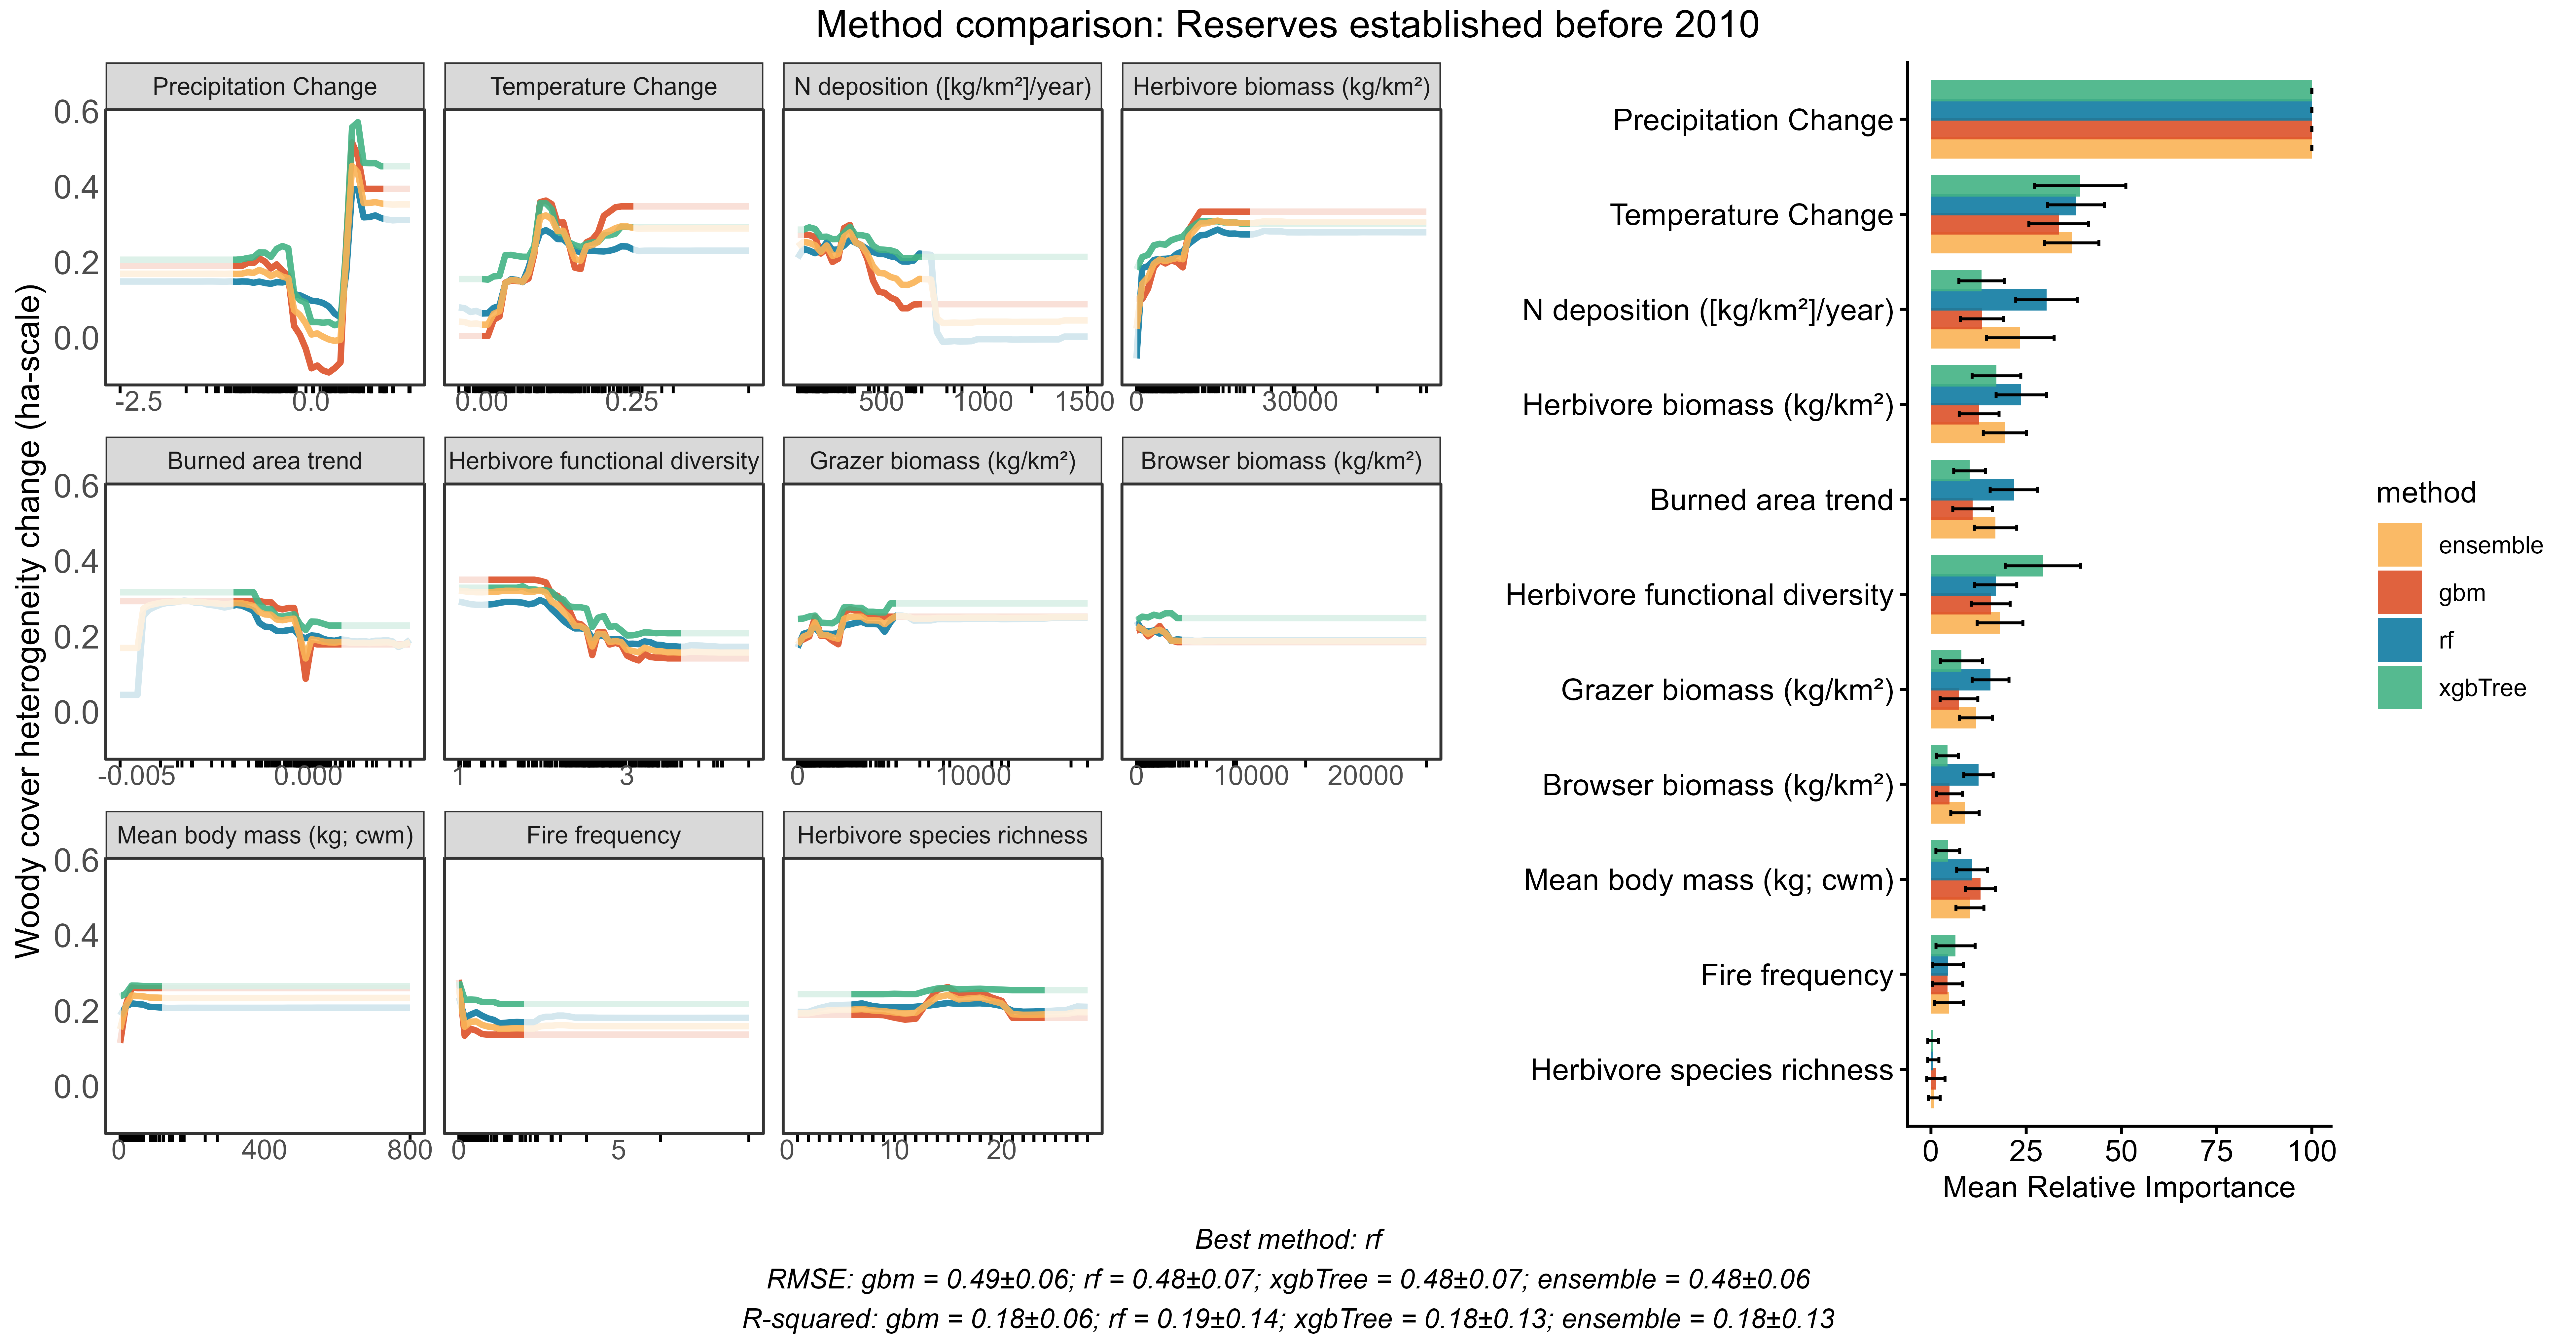 Method comparison: Reserves established before 2010
Woody cover heterogeneity change (ha-scale)
Precipitation Change
Temperature Change
N deposition ([kg/km²]/year)
Herbivore biomass (kg/km²)
0.6
0.4
0.2
0.0
-2.5 0.0
0.00 0.25
500 1000 1500
0 30000
Burned area trend
Herbivore functional diversity
Grazer biomass (kg/km²)
Browser biomass (kg/km²)
0.6
0.4
0.2
0.0
-0.005 0.000
1 3
0 10000
0 10000 20000
Mean body mass (kg; cwm)
Fire frequency
Herbivore species richness
0.6
0.4
0.2
0.0
0 400 800
0 5
0 10 20
Precipitation Change
Temperature Change
N deposition ([kg/km²]/year)
Herbivore biomass (kg/km²)
Burned area trend
Herbivore functional diversity
Grazer biomass (kg/km²)
Browser biomass (kg/km²)
Mean body mass (kg; cwm)
Fire frequency
Herbivore species richness
0 25 50 75 100
Mean Relative Importance
method
ensemble
gbm
rf
xgbTree
Best method: rf
RMSE: gbm = 0.49±0.06; rf = 0.48±0.07; xgbTree = 0.48±0.07; ensemble = 0.48±0.06
R-squared: gbm = 0.18±0.06; rf = 0.19±0.14; xgbTree = 0.18±0.13; ensemble = 0.18±0.13